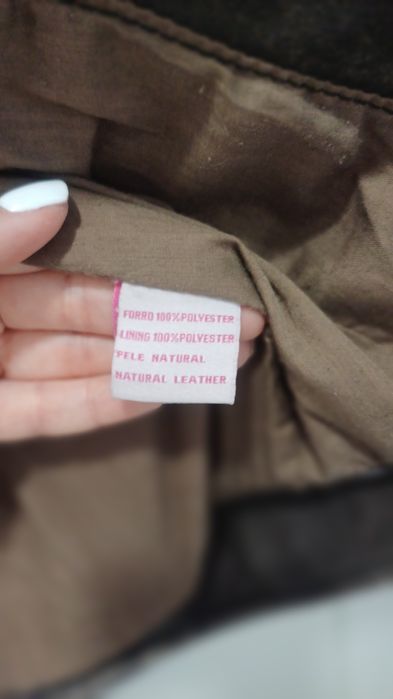 FORRO 100%POLYESTER
LINING 100%POLYESTER
PELE NATURAL
NATURAL LEATHER